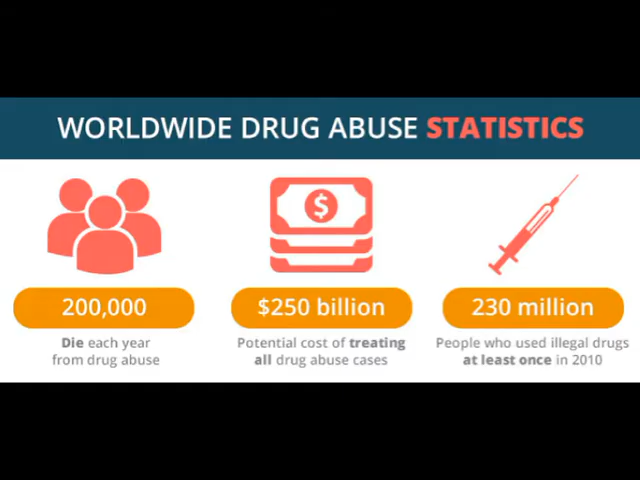 WORLDWIDE DRUG ABUSE STATISTICS
$
200,000
Die each year
from drug abuse
$250 billion
Potential cost of treating
all drug abuse cases
230 million
People who used illegal drugs
at least once in 2010